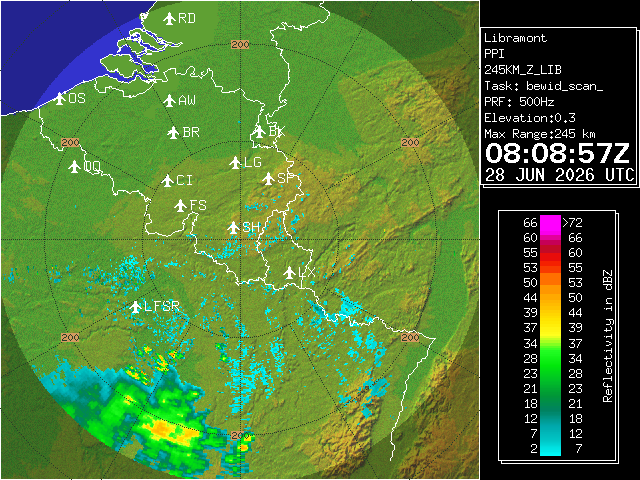 RD
200
OS
AW
BR
BK
200
200
QQ
LG
CI
SP
FS
SH
LX
LFSR
200
200
200
Libramont
PPI
245KM_Z_LIB
Task: bewid_scan_
PRF: 500Hz
Elevation:0.3
Max Range:245 km
08:08:57Z
28 JUN 2026 UTC
66 >72
60 66
55 60
53 55
50 53
44 50
39 44
37 39
34 37
28 34
23 28
21 23
18 21
12 18
7 12
2 7
Reflectivity in dBZ